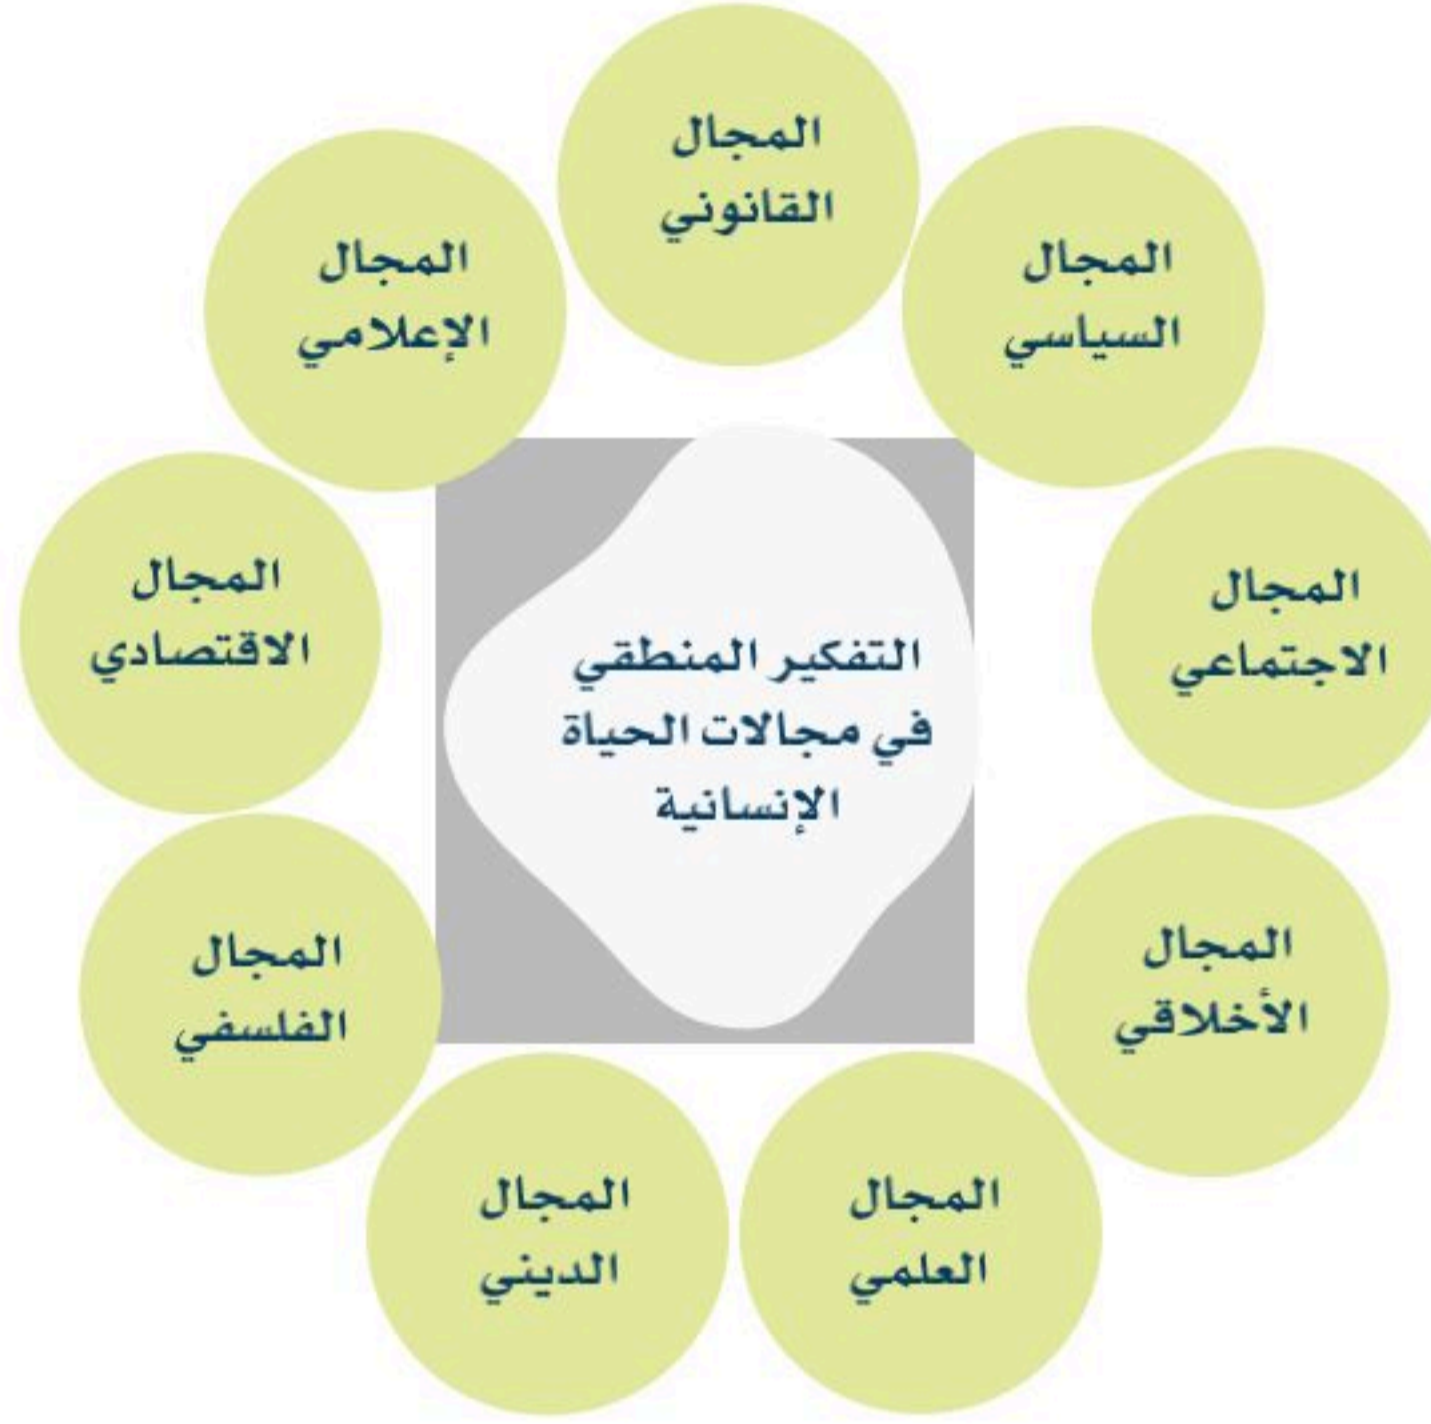 المجال
القانوني
المجال
السياسي
المجال
الإعلامي
المجال
الاجتماعي
المجال
الاقتصادي
التفكير المنطقي
في مجالات الحياة
الإنسانية
المجال
الأخلاقي
المجال
الفلسفي
المجال
العلمي
المجال
الديني